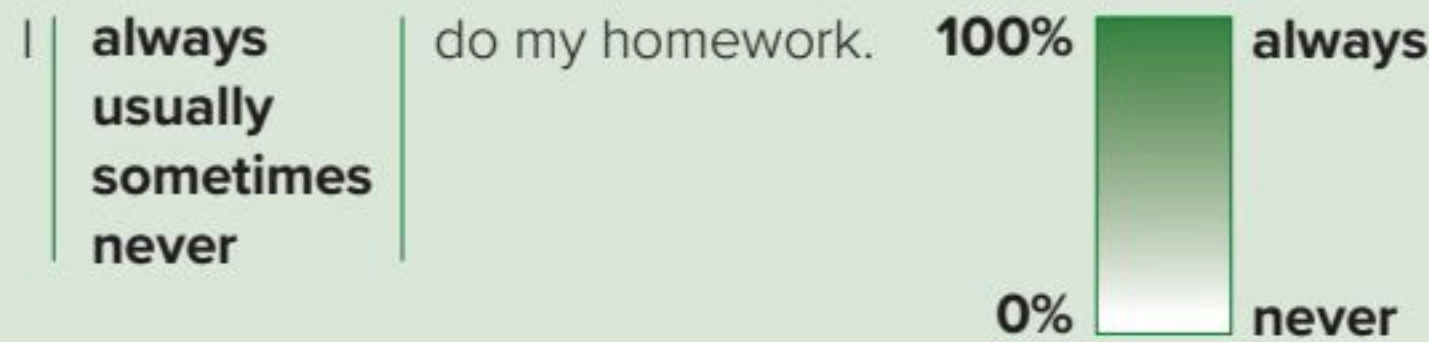 I always do my homework. 100% always
usually
sometimes
never
0% never